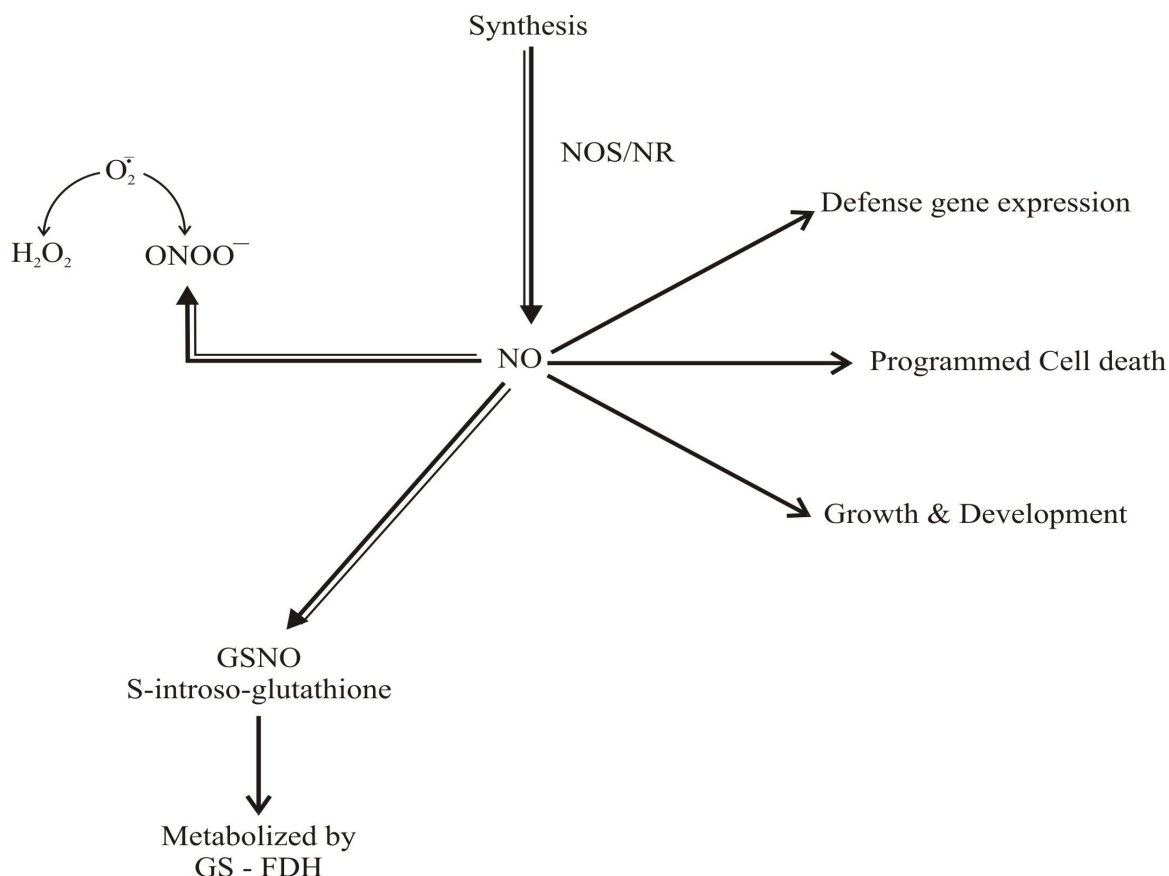 Synthesis
NOS/NR
O₂•̅
H₂O₂
ONOO⁻
Defense gene expression
NO
Programmed Cell death
Growth & Development
GSNO
S-introso-glutathione
Metabolized by
GS - FDH